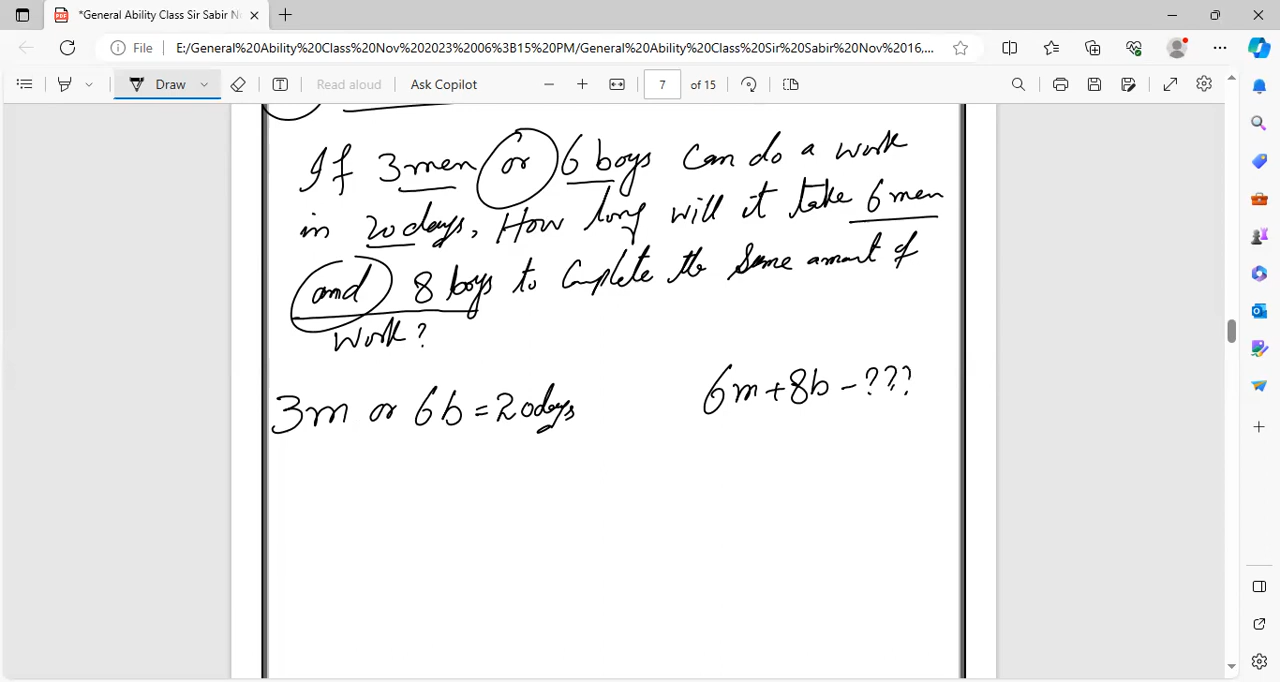 *General Ability Class Sir Sabir N
File
E:/General%20Ability%20Class%20Nov%202023%2006%3B15%20PM/General%20Ability%20Class%20Sir%20Sabir%20Nov%2016,...
Draw
Read aloud
Ask Copilot
7 of 15
If 3 men or 6 boys Can do a work
in 20 days, How long will it take 6 men
and 8 boys to Complete the Same amount of
Work?
3m or 6b = 20days
6m + 8b - ???